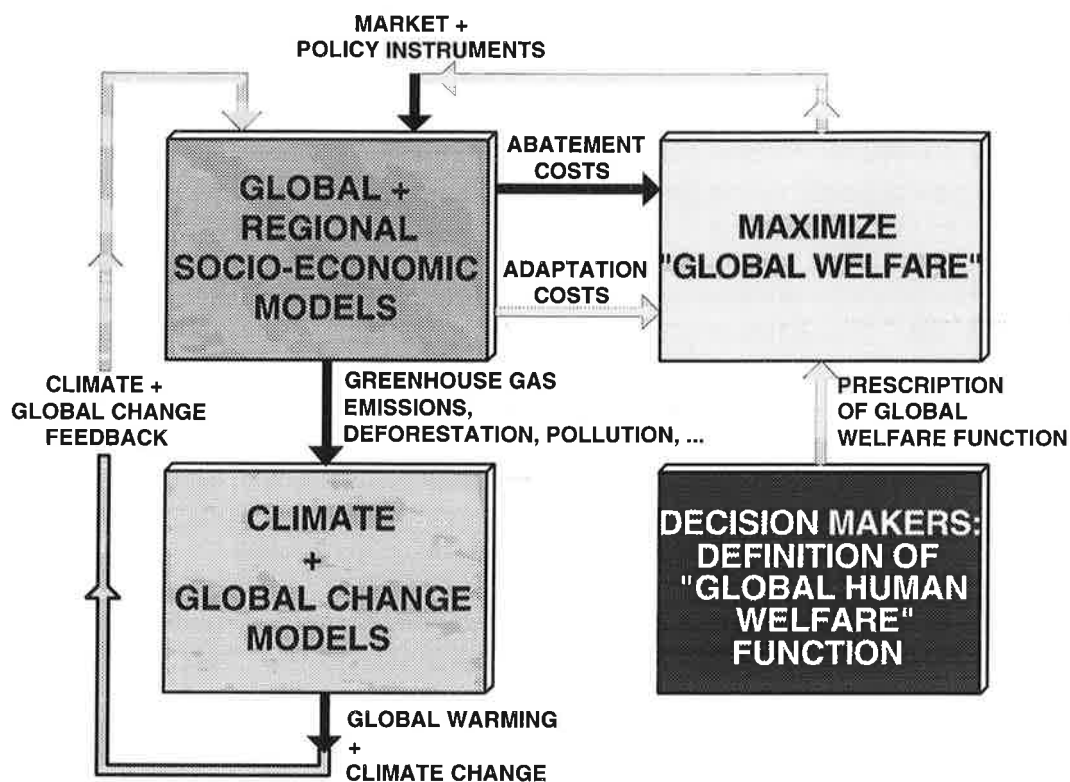 MARKET +
POLICY INSTRUMENTS
GLOBAL +
REGIONAL
SOCIO-ECONOMIC
MODELS
ABATEMENT
COSTS
ADAPTATION
COSTS
MAXIMIZE
"GLOBAL WELFARE"
CLIMATE +
GLOBAL CHANGE
FEEDBACK
GREENHOUSE GAS
EMISSIONS,
DEFORESTATION, POLLUTION, ...
PRESCRIPTION
OF GLOBAL
WELFARE FUNCTION
CLIMATE
+
GLOBAL CHANGE
MODELS
DECISION MAKERS:
DEFINITION OF
"GLOBAL HUMAN
WELFARE"
FUNCTION
GLOBAL WARMING
+
CLIMATE CHANGE